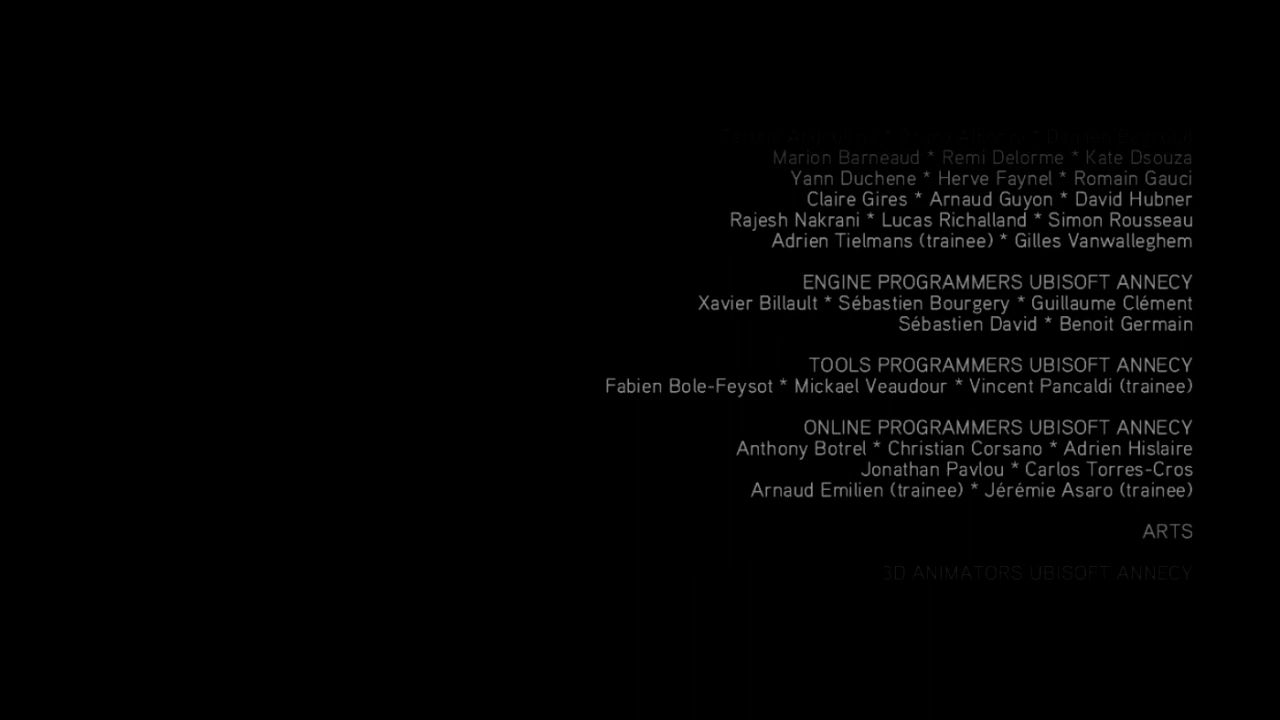 Marion Barneaud * Remi Delorme * Kate Dsouza
Yann Duchene * Herve Faynel * Romain Gauci
Claire Gires * Arnaud Guyon * David Hubner
Rajesh Nakrani * Lucas Richalland * Simon Rousseau
Adrien Tielmans (trainee) * Gilles Vanwalleghem
ENGINE PROGRAMMERS UBISOFT ANNECY
Xavier Billault * Sébastien Bourgery * Guillaume Clément
Sébastien David * Benoit Germain
TOOLS PROGRAMMERS UBISOFT ANNECY
Fabien Bole-Feysot * Mickael Veaudour * Vincent Pancaldi (trainee)
ONLINE PROGRAMMERS UBISOFT ANNECY
Anthony Botrel * Christian Corsano * Adrien Hislaire
Jonathan Pavlou * Carlos Torres-Cros
Arnaud Emilien (trainee) * Jérémie Asaro (trainee)
ARTS
3D ANIMATORS UBISOFT ANNECY